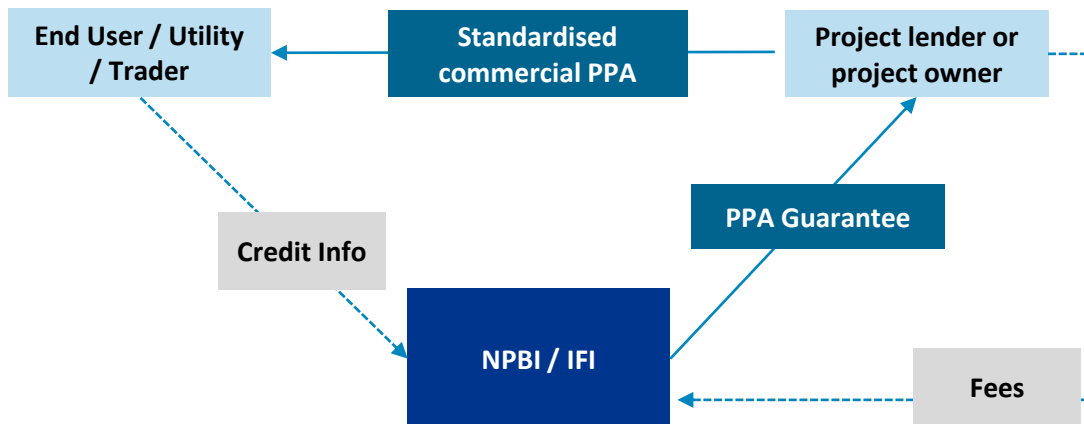 End User / Utility
/ Trader
Standardised
commercial PPA
Project lender or
project owner
PPA Guarantee
Credit Info
NPBI / IFI
Fees